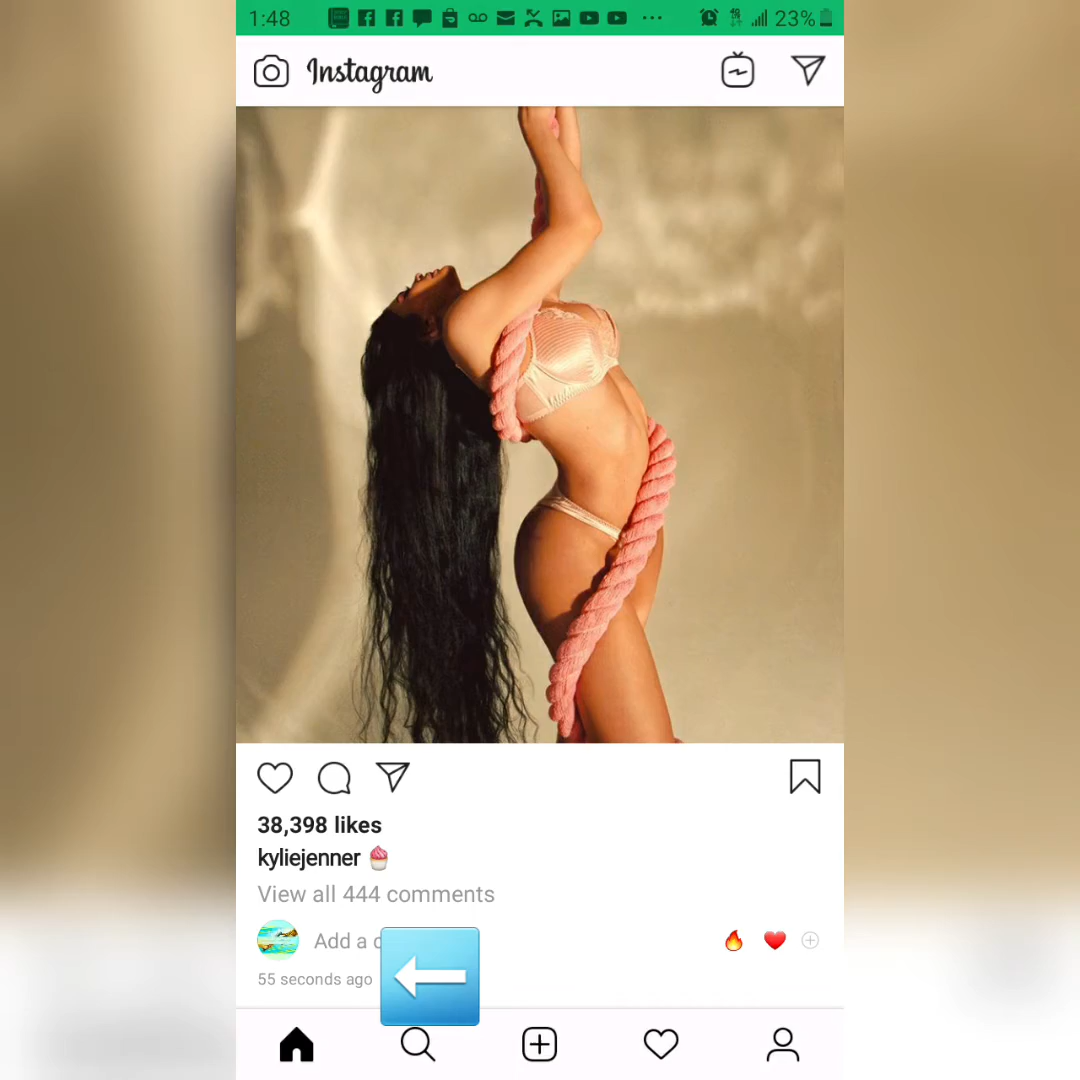 1:48 23%
Instagram
38,398 likes
kyliejenner
View all 444 comments
Add a c
55 seconds ago